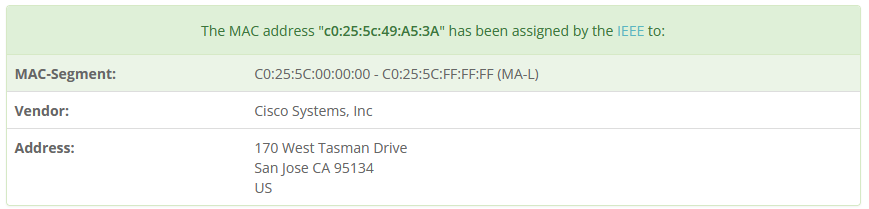 The MAC address "c0:25:5c:49:A5:3A" has been assigned by the IEEE to:
MAC-Segment: C0:25:5C:00:00:00 - C0:25:5C:FF:FF:FF (MA-L)
Vendor: Cisco Systems, Inc
Address: 170 West Tasman Drive
San Jose CA 95134
US